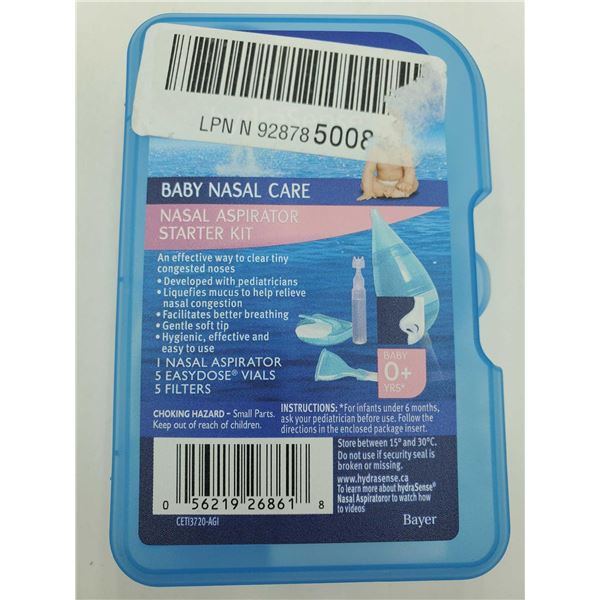 LPN N 928785008
BABY NASAL CARE
NASAL ASPIRATOR
STARTER KIT
An effective way to clear tiny
congested noses
• Developed with pediatricians
• Liquefies mucus to help relieve
nasal congestion
• Facilitates better breathing
• Gentle soft tip
• Hygienic, effective and
easy to use
1 NASAL ASPIRATOR
5 EASYDOSE® VIALS
5 FILTERS
BABY
0+
YRS*
CHOKING HAZARD – Small Parts.
Keep out of reach of children.
INSTRUCTIONS: *For infants under 6 months,
ask your pediatrician before use. Follow the
directions in the enclosed package insert.
Store between 15° and 30°C.
Do not use if security seal is
broken or missing.
www.hydrasense.ca
To learn more about hydraSense®
Nasal Aspirator or to watch how
to videos
0 56219 26861 8
CETI3720-AGI
Bayer